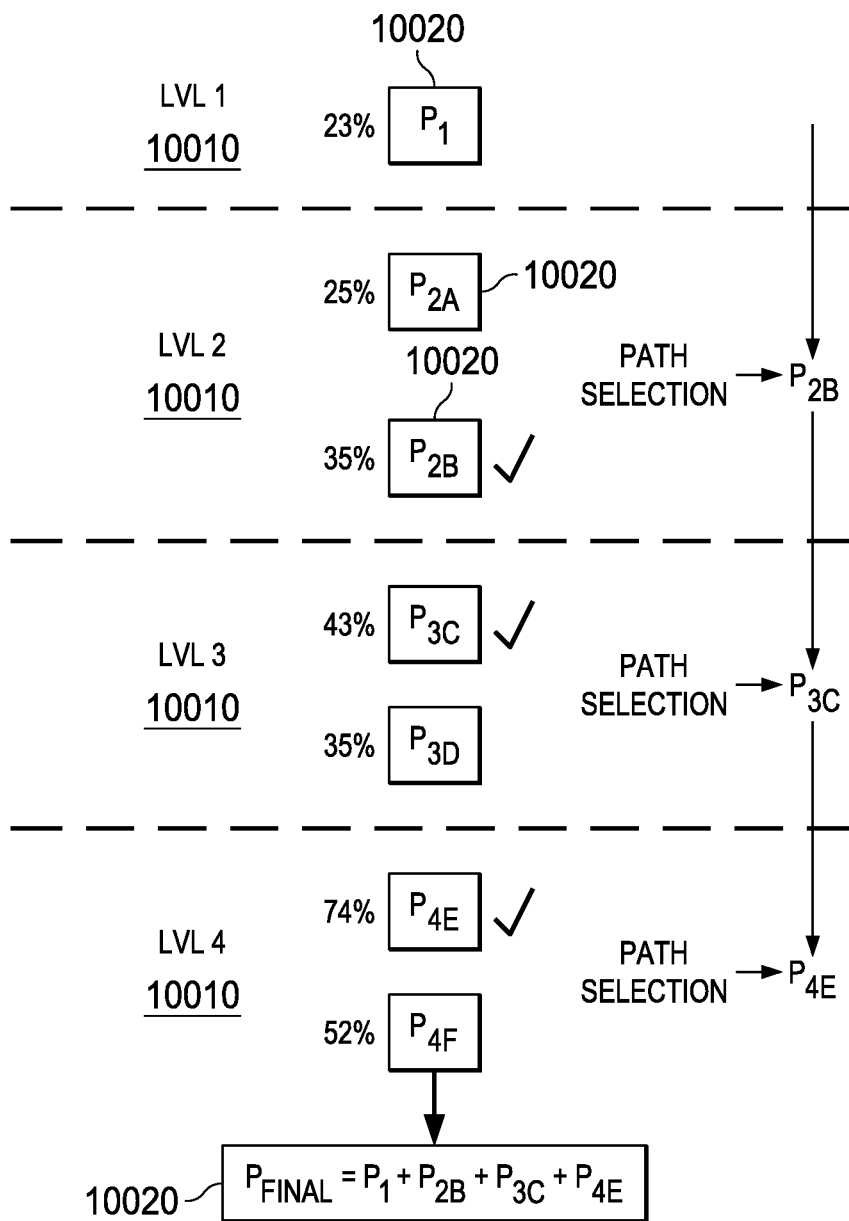 10020
LVL 1
10010
23% P1
25% P2A 10020
LVL 2
10010
10020
35% P2B
PATH
SELECTION
P2B
43% P3C
LVL 3
10010
35% P3D
PATH
SELECTION
P3C
74% P4E
LVL 4
10010
52% P4F
PATH
SELECTION
P4E
PFINAL = P1 + P2B + P3C + P4E
10020